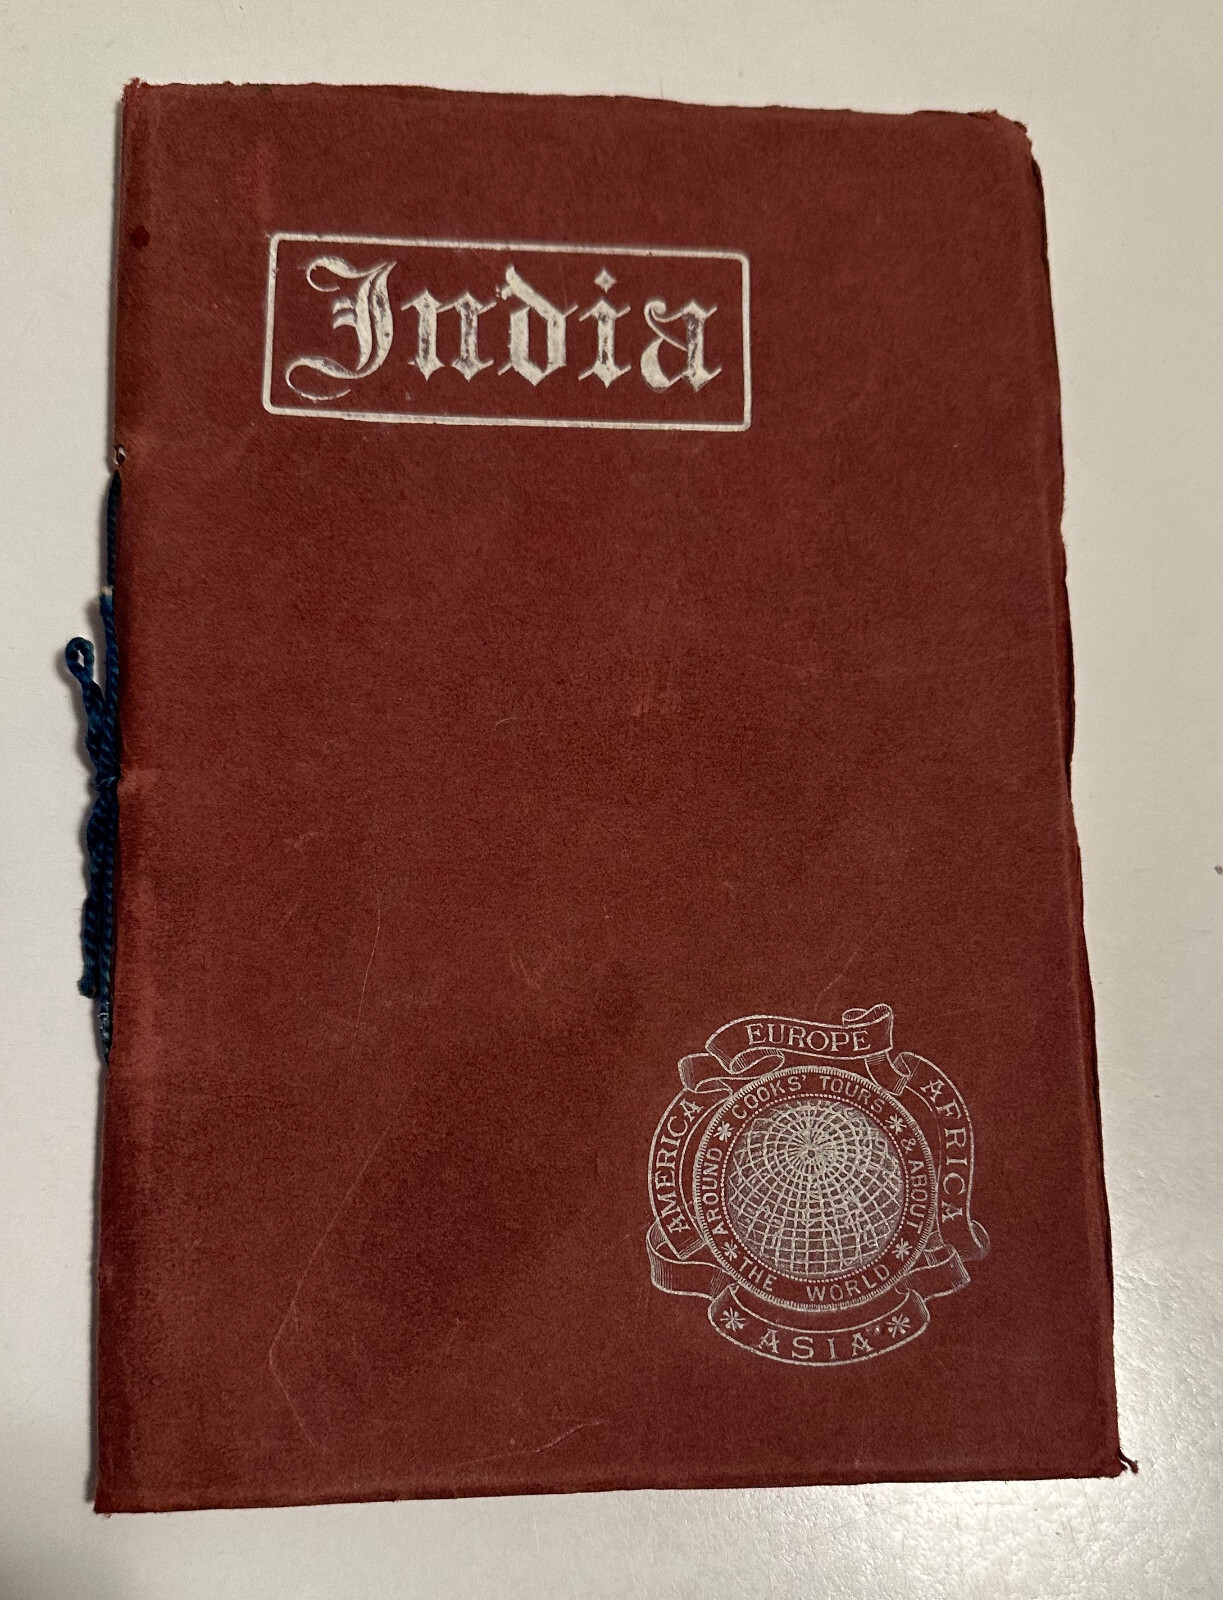 India
EUROPE
AMERICA
AFRICA
COOKS' TOURS
AROUND & ABOUT
THE WORLD
ASIA